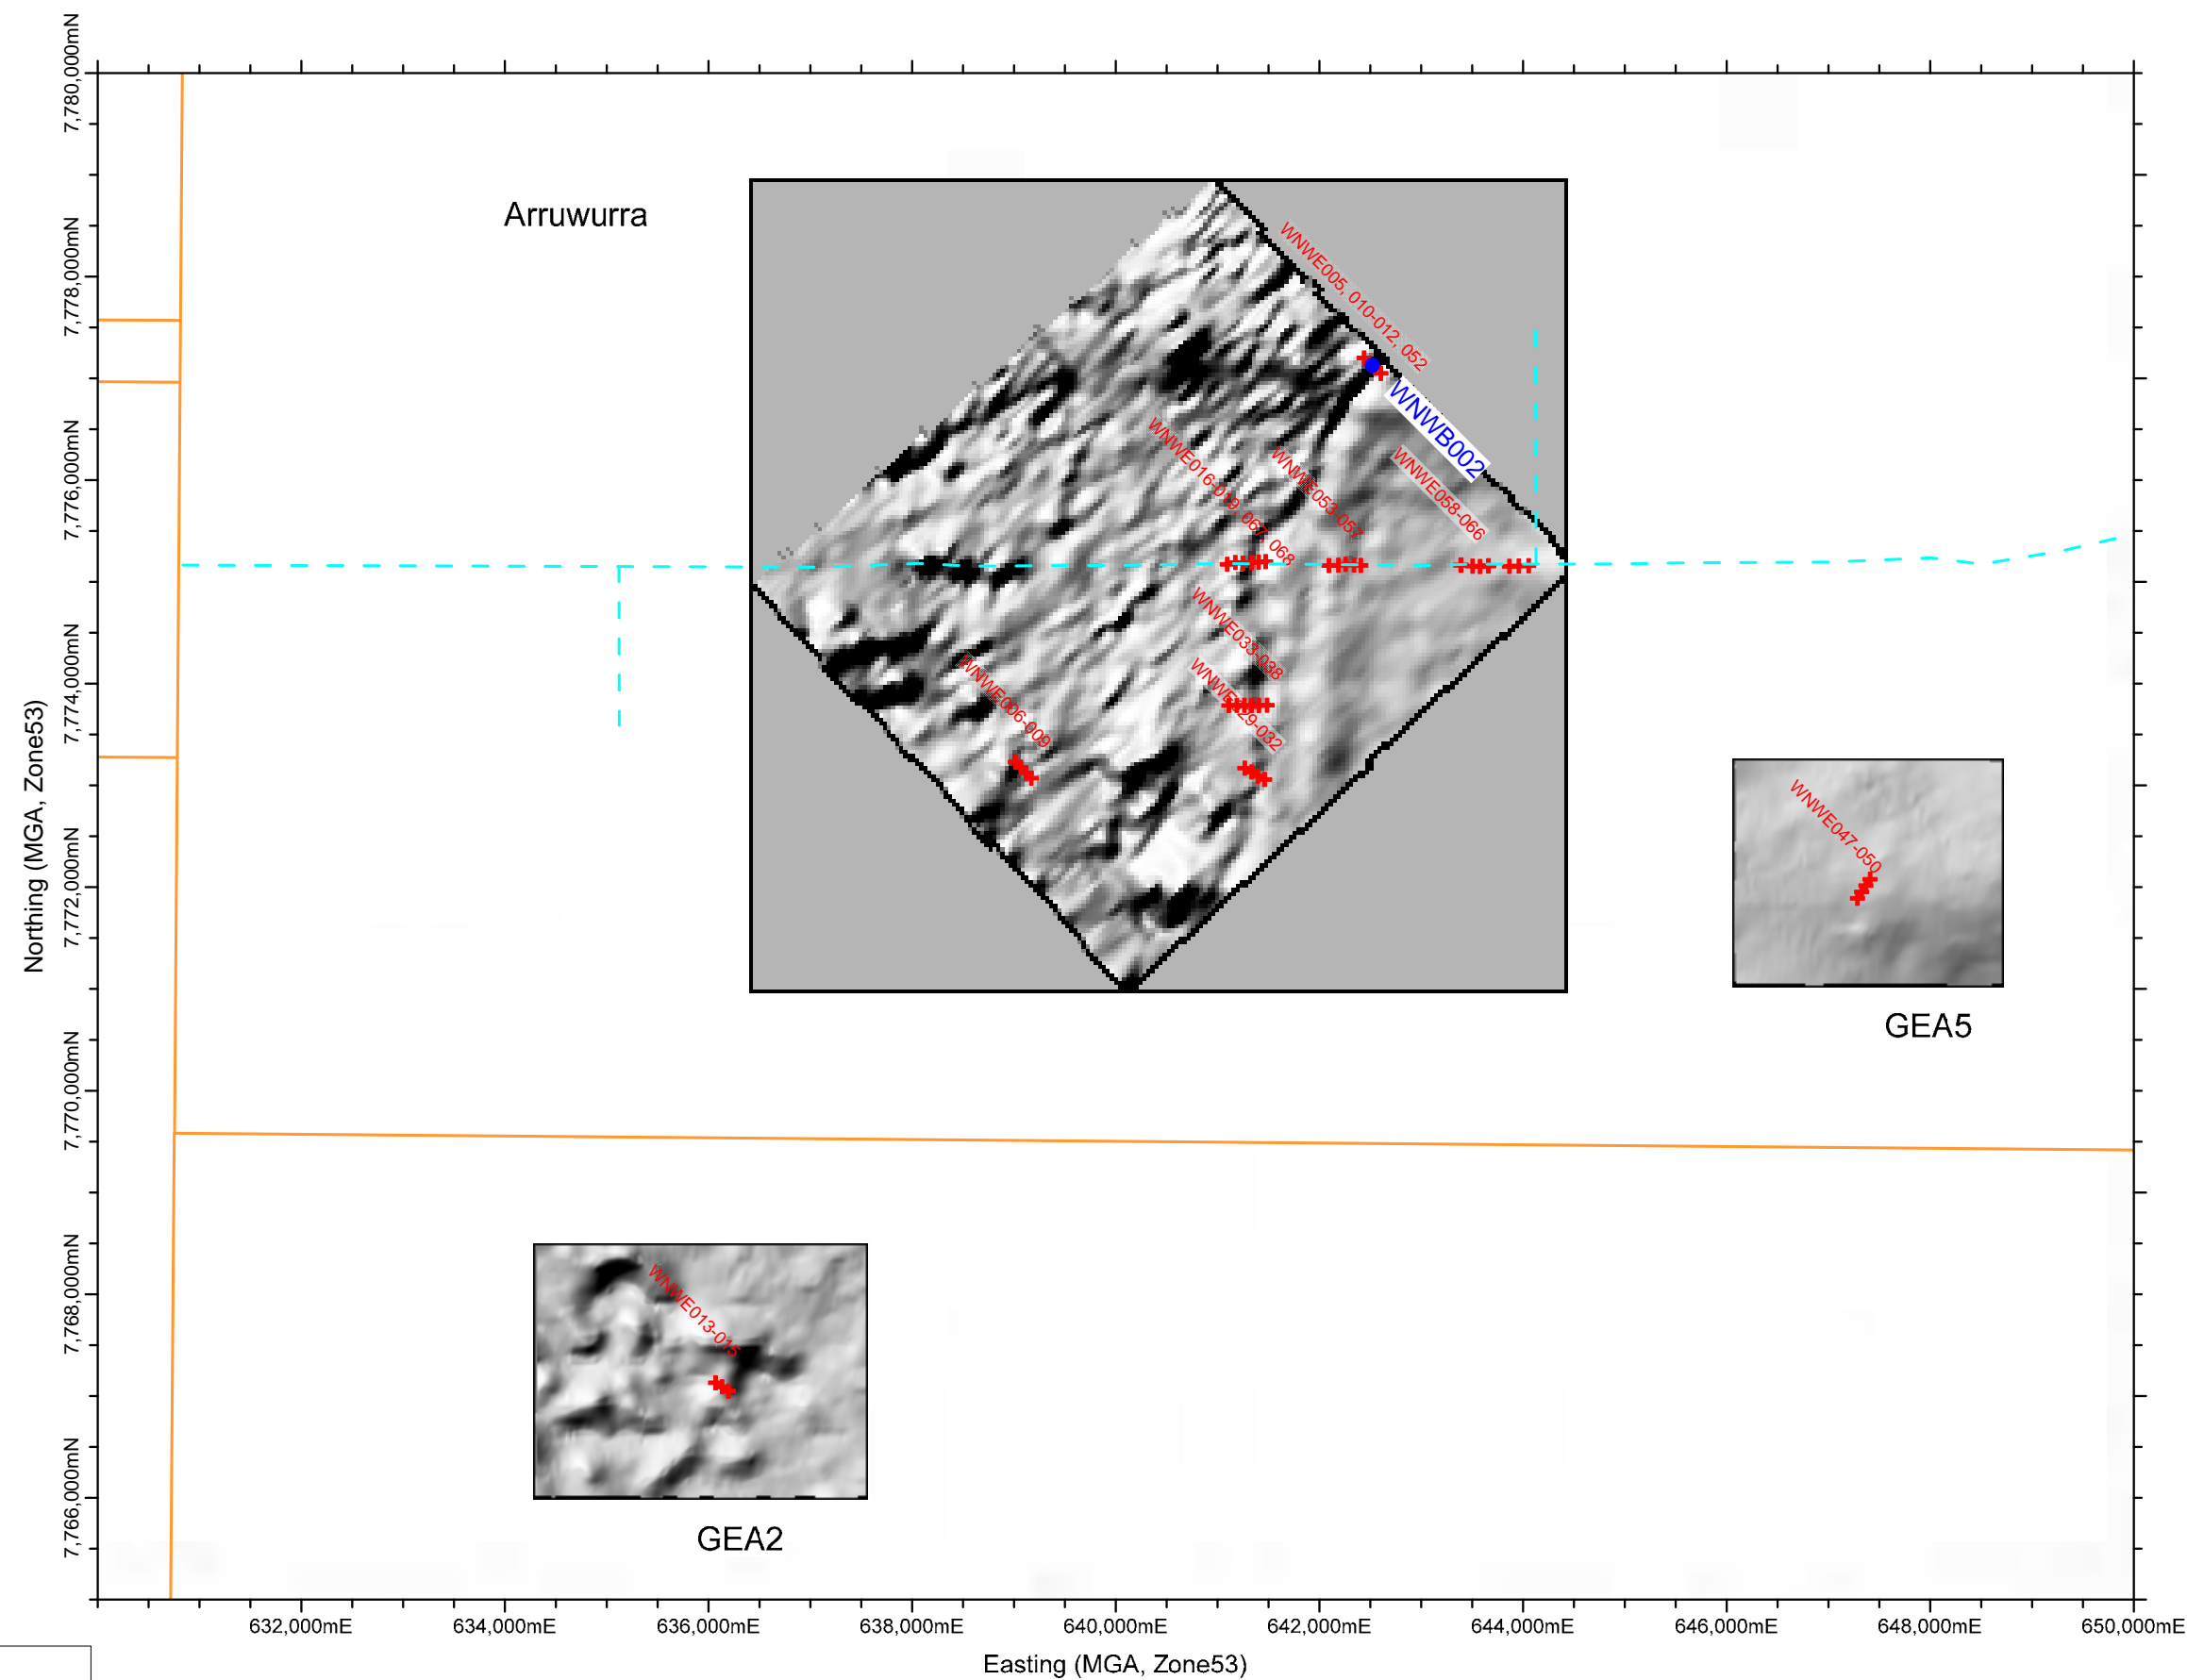 7,780,000mN
Arruwurra
WNWE005, 010-012, 052
7,778,000mN
WNWB002
WNWE016-019, 067, 068
WNWE053-057
WNWE058-066
7,776,000mN
WNWE033-038
WNWE029-032
WNWE006-009
7,774,000mN
Northing (MGA, Zone53)
WNWE047-050
7,772,000mN
GEA5
7,770,000mN
7,768,000mN
WNWE013-015
7,766,000mN
GEA2
632,000mE
634,000mE
636,000mE
638,000mE
640,000mE
642,000mE
644,000mE
646,000mE
648,000mE
650,000mE
Easting (MGA, Zone53)